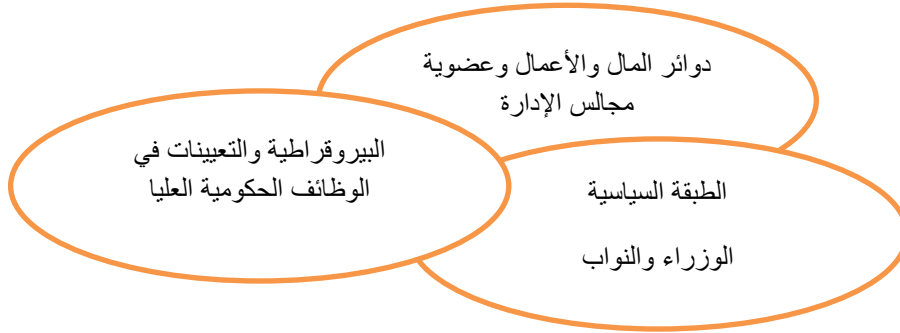 دوائر المال والأعمال وعضوية
مجالس الإدارة
البيروقراطية والتعيينات في
الوظائف الحكومية العليا
الطبقة السياسية
الوزراء والنواب